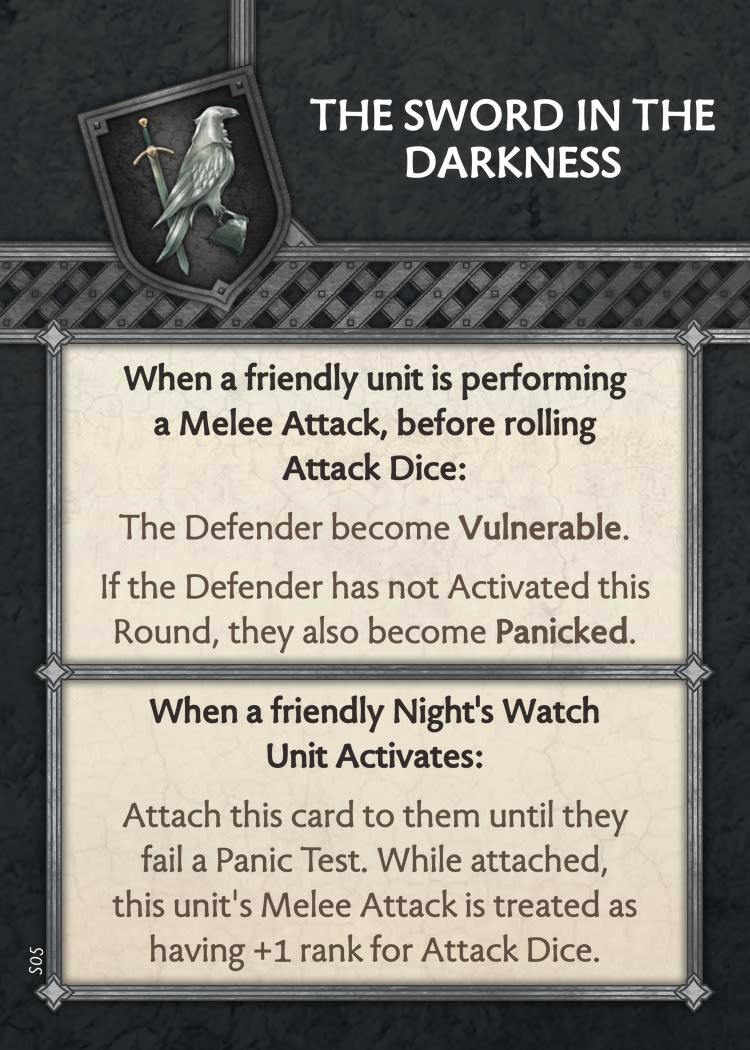 THE SWORD IN THE
DARKNESS
When a friendly unit is performing
a Melee Attack, before rolling
Attack Dice:
The Defender become Vulnerable.
If the Defender has not Activated this
Round, they also become Panicked.
When a friendly Night's Watch
Unit Activates:
Attach this card to them until they
fail a Panic Test. While attached,
this unit's Melee Attack is treated as
having +1 rank for Attack Dice.
S05